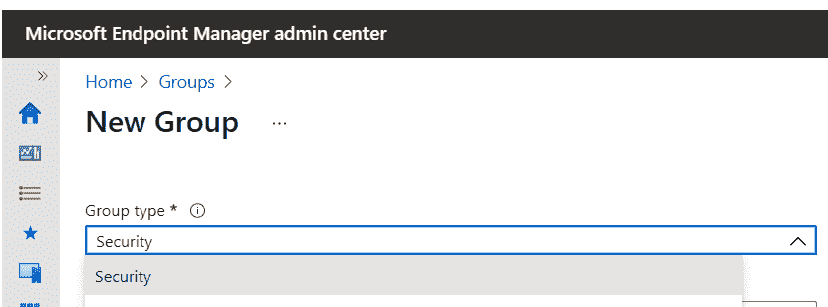 Microsoft Endpoint Manager admin center
Home > Groups >
New Group ...
Group type *
Security
Security